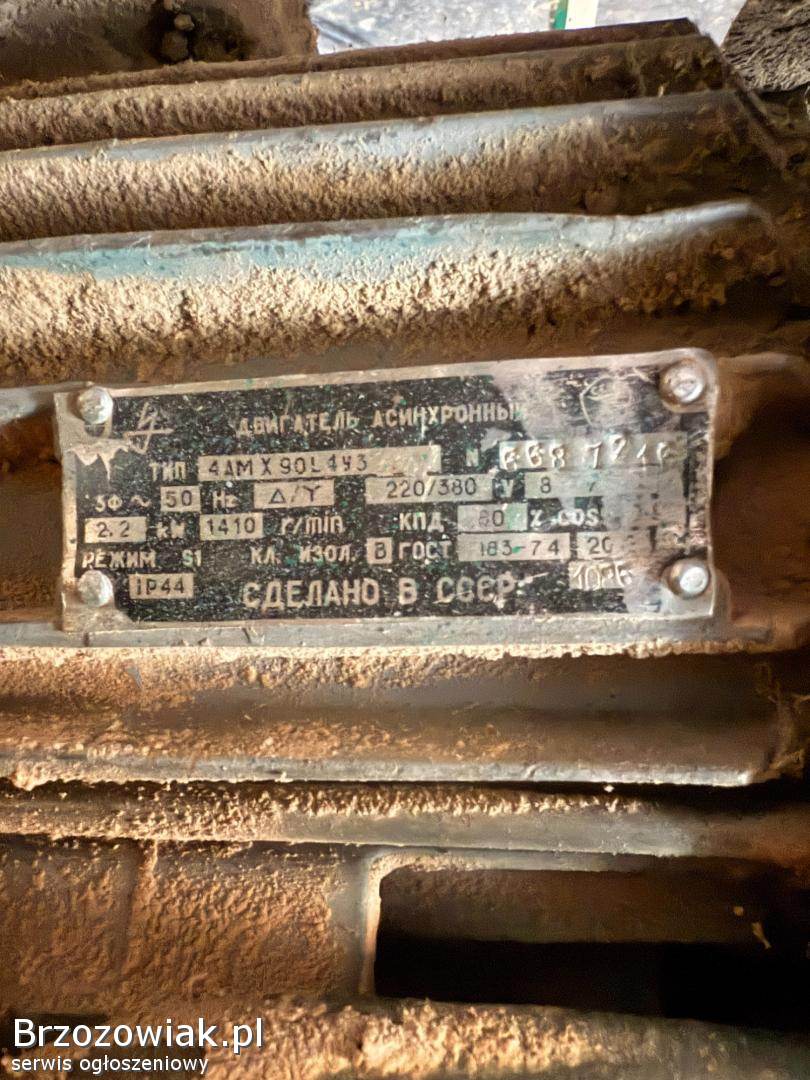 ДВИГАТЕЛЬ АСИНХРОННЫЙ
ТИП 4АМХ90L4У3 N
3Ф ~ 50 Hz Δ/Y 220/380 V 8
2.2 kW 1410 r/min КПД 80 % COS
РЕЖИМ S1 КЛ. ИЗОЛ. В ГОСТ 183-74 20
IP44 СДЕЛАНО В СССР
Brzozowiak.pl
serwis ogłoszeniowy